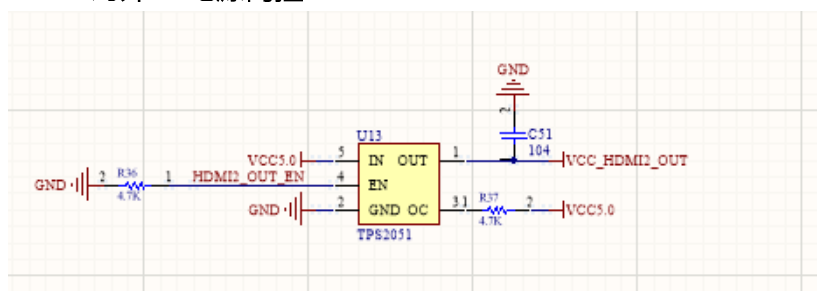 GND
2
C51
104
U13
VCC5.0
5
IN
OUT
1
VCC_HDMI2_OUT
GND
2
R36
4.7K
1
HDMI2_OUT_EN
4
EN
GND
2
GND
OC
3
1
R37
4.7K
2
VCC5.0
TPS2051